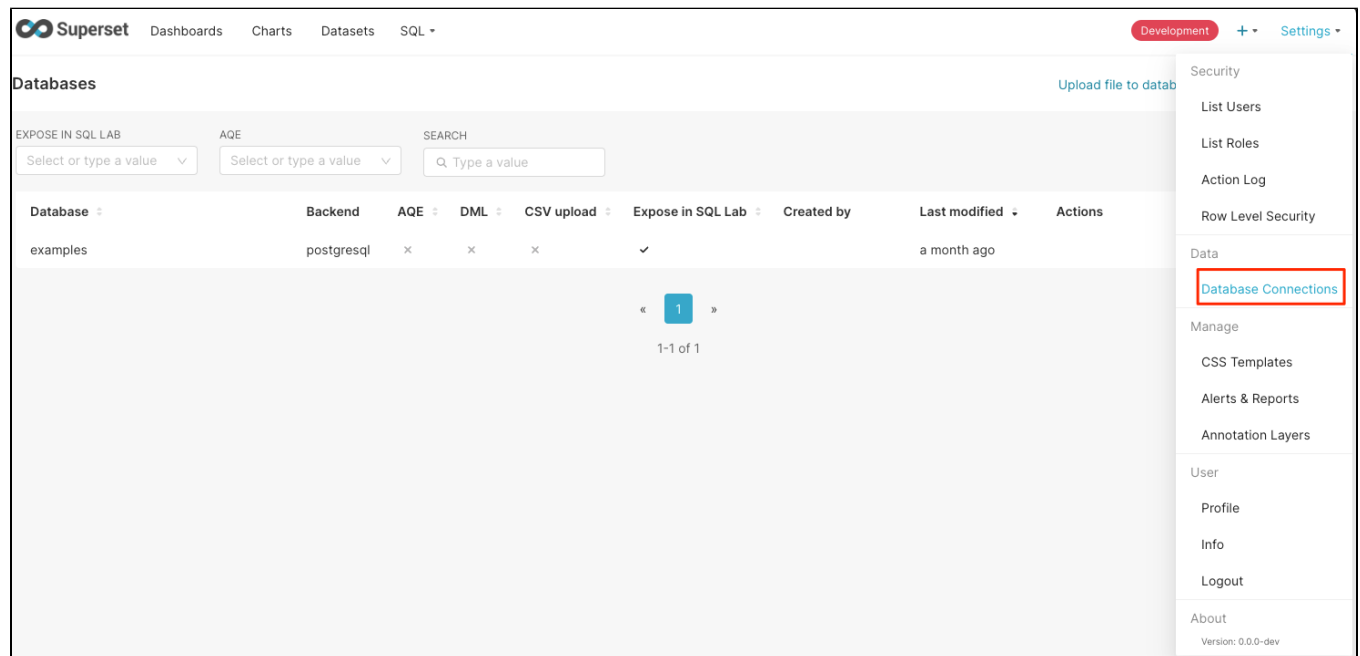 Superset Dashboards Charts Datasets SQL Development + Settings
Databases
Upload file to datab
EXPOSE IN SQL LAB AQE SEARCH
Select or type a value Select or type a value Type a value
Database Backend AQE DML CSV upload Expose in SQL Lab Created by Last modified Actions
examples postgresql a month ago
« 1 »
1-1 of 1
Security
List Users
List Roles
Action Log
Row Level Security
Data
Database Connections
Manage
CSS Templates
Alerts & Reports
Annotation Layers
User
Profile
Info
Logout
About
Version: 0.0.0-dev